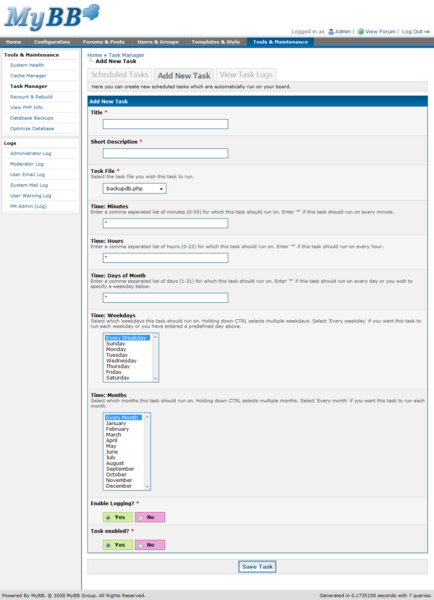 MyBB
Logged in as Admin | View Forum | Log Out
Home Configuration Forums & Posts Users & Groups Templates & Style Tools & Maintenance
Tools & Maintenance
System Health
Cache Manager
Task Manager
Recount & Rebuild
View PHP Info
Database Backups
Optimize Database
Logs
Administrator Log
Moderator Log
User Email Log
System Mail Log
User Warning Log
PM Admin (Log)
Home » Task Manager
Add New Task
Scheduled Tasks Add New Task View Task Logs
Here you can create new scheduled tasks which are automatically run on your board.
Add New Task
Title *
Short Description *
Task File *
Select the task file you wish this task to run.
backupdb.php
Time: Minutes
Enter a comma separated list of minutes (0-59) for which this task should run on. Enter '*' if this task should run on every minute.
*
Time: Hours
Enter a comma separated list of hours (0-23) for which this task should run on. Enter '*' if this task should run on every hour.
*
Time: Days of Month
Enter a comma separated list of days (1-31) for which this task should run on. Enter '*' if this task should run on every day or you wish to
specify a weekday below.
*
Time: Weekdays
Select which weekdays this task should run on. Holding down CTRL selects multiple weekdays. Select 'Every weekday' if you want this task to
run each weekday or you have entered a predefined day above.
Every Weekday
Sunday
Monday
Tuesday
Wednesday
Thursday
Friday
Saturday
Time: Months
Select which months this task should run on. Holding down CTRL selects multiple months. Select 'Every month' if you want this task to run each
month.
Every Month
January
February
March
April
May
June
July
August
September
October
November
December
Enable Logging? *
Yes No
Task enabled? *
Yes No
Save Task
Powered By MyBB. © 2008 MyBB Group. All Rights Reserved.
Generated in 0.1735158 seconds with 7 queries.